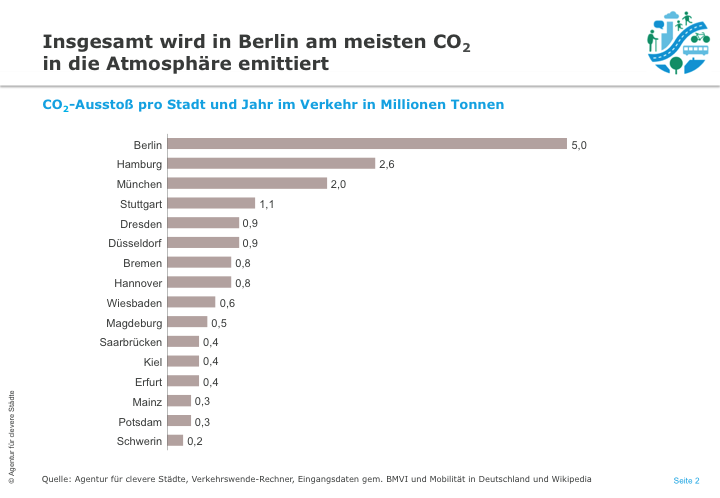 Insgesamt wird in Berlin am meisten CO₂
in die Atmosphäre emittiert
CO₂-Ausstoß pro Stadt und Jahr im Verkehr in Millionen Tonnen
Berlin 5,0
Hamburg 2,6
München 2,0
Stuttgart 1,1
Dresden 0,9
Düsseldorf 0,9
Bremen 0,8
Hannover 0,8
Wiesbaden 0,6
Magdeburg 0,5
Saarbrücken 0,4
Kiel 0,4
Erfurt 0,4
Mainz 0,3
Potsdam 0,3
Schwerin 0,2
© Agentur für clevere Städte
Quelle: Agentur für clevere Städte, Verkehrswende-Rechner, Eingangsdaten gem. BMVI und Mobilität in Deutschland und Wikipedia
Seite 2